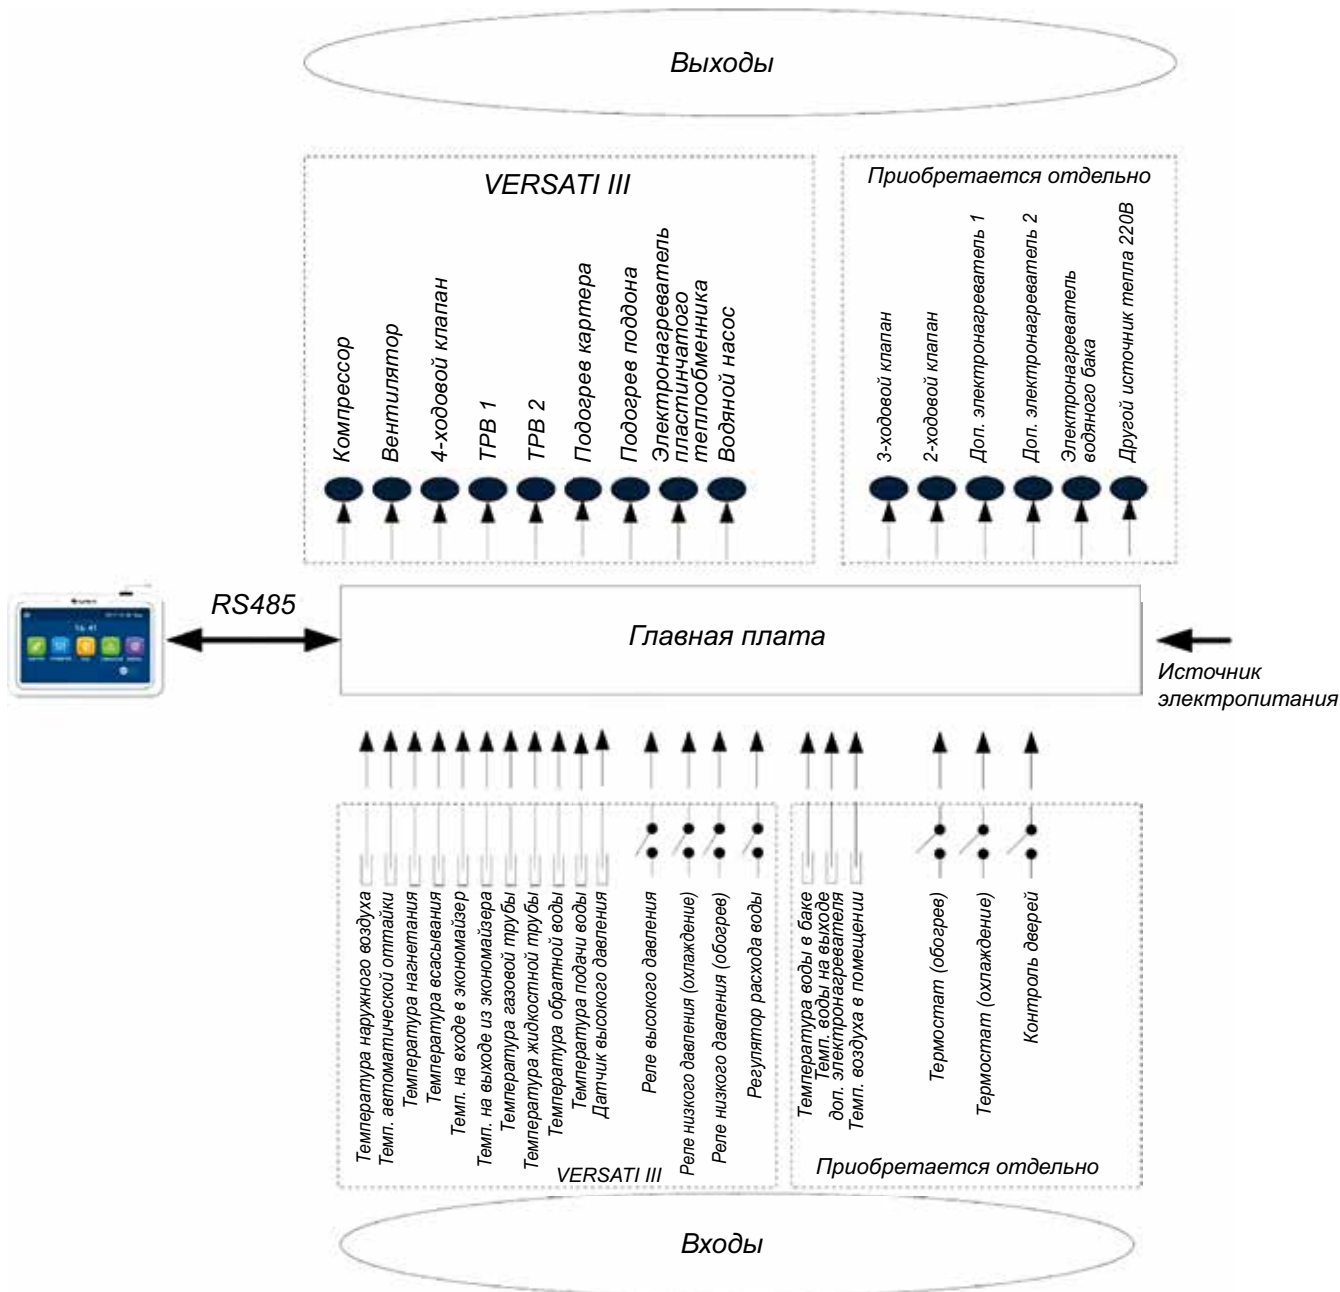 Выходы
VERSATI III
Приобретается отдельно
Компрессор
Вентилятор
4-ходовой клапан
ТРВ 1
ТРВ 2
Подогрев картера
Подогрев поддона
Электронагреватель
пластинчатого
теплообменника
Водяной насос
3-ходовой клапан
2-ходовой клапан
Доп. электронагреватель 1
Доп. электронагреватель 2
Электронагреватель
водяного бака
Другой источник тепла 220В
RS485
Главная плата
Источник
электропитания
Температура наружного воздуха
Темп. автоматической оттайки
Температура нагнетания
Температура всасывания
Темп. на входе в экономайзер
Темп. на выходе из экономайзера
Температура газовой трубы
Температура жидкостной трубы
Температура обратной воды
Температура подачи воды
Датчик высокого давления
Реле высокого давления
Реле низкого давления (охлаждение)
Реле низкого давления (обогрев)
Регулятор расхода воды
Температура воды в баке
Темп. воды на выходе
доп. электронагревателя
Темп. воздуха в помещении
Термостат (обогрев)
Термостат (охлаждение)
Контроль дверей
VERSATI III
Приобретается отдельно
Входы